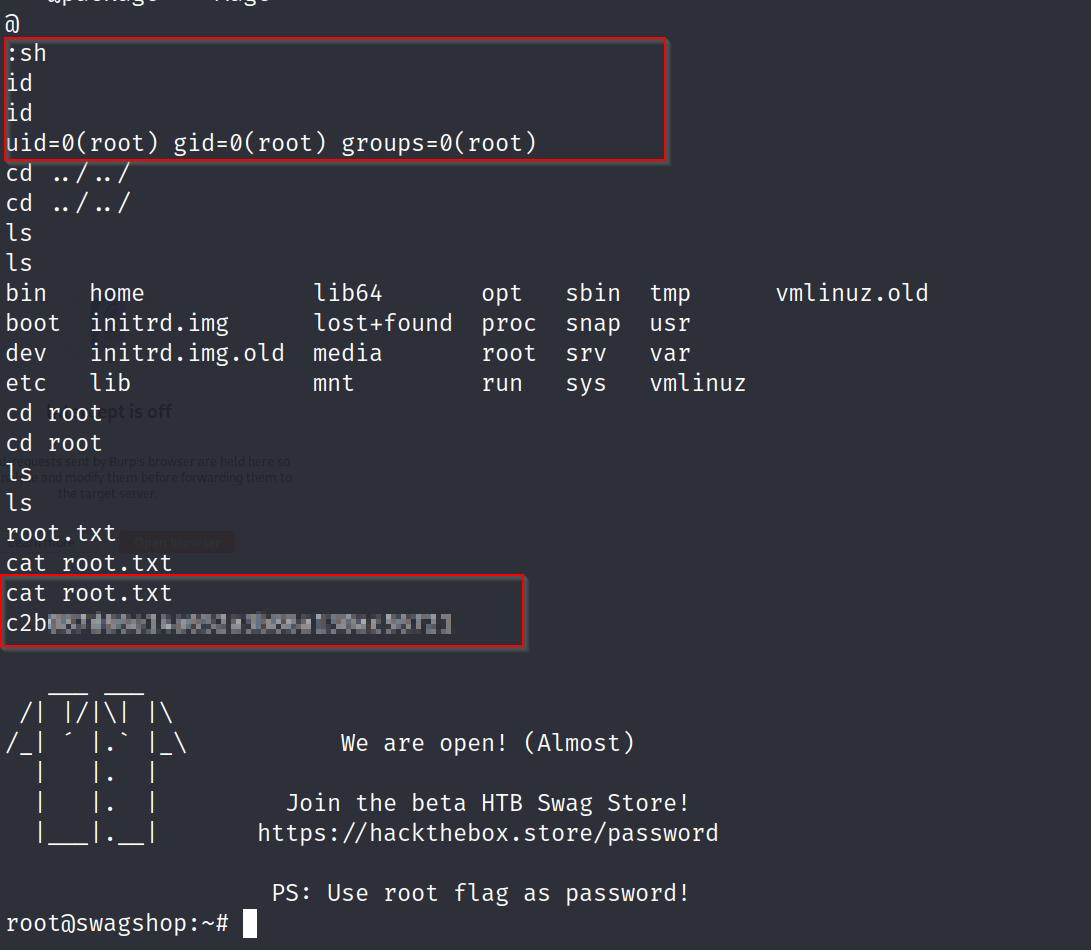 @
:sh
id
id
uid=0(root) gid=0(root) groups=0(root)
cd ../../
cd ../../
ls
ls
bin home lib64 opt sbin tmp vmlinuz.old
boot initrd.img lost+found proc snap usr
dev initrd.img.old media root srv var
etc lib mnt run sys vmlinuz
cd root
cd root
ls
ls
root.txt
cat root.txt
cat root.txt
c2b
We are open! (Almost)
Join the beta HTB Swag Store!
https://hackthebox.store/password
PS: Use root flag as password!
root@swagshop:~#